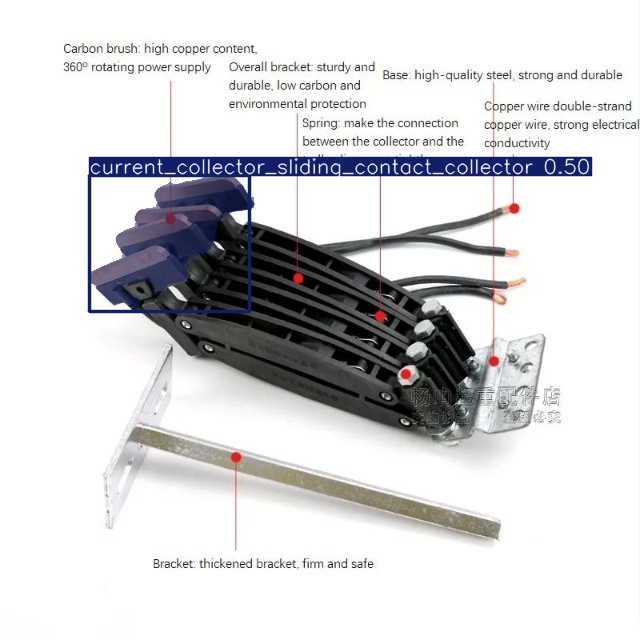 Carbon brush: high copper content,
360º rotating power supply
Overall bracket: sturdy and
durable, low carbon and
environmental protection
Base: high-quality steel, strong and durable
Copper wire double-strand
copper wire, strong electrical
conductivity
Spring: make the connection
between the collector and the
current_collector_sliding_contact_collector 0.50
Bracket: thickened bracket, firm and safe